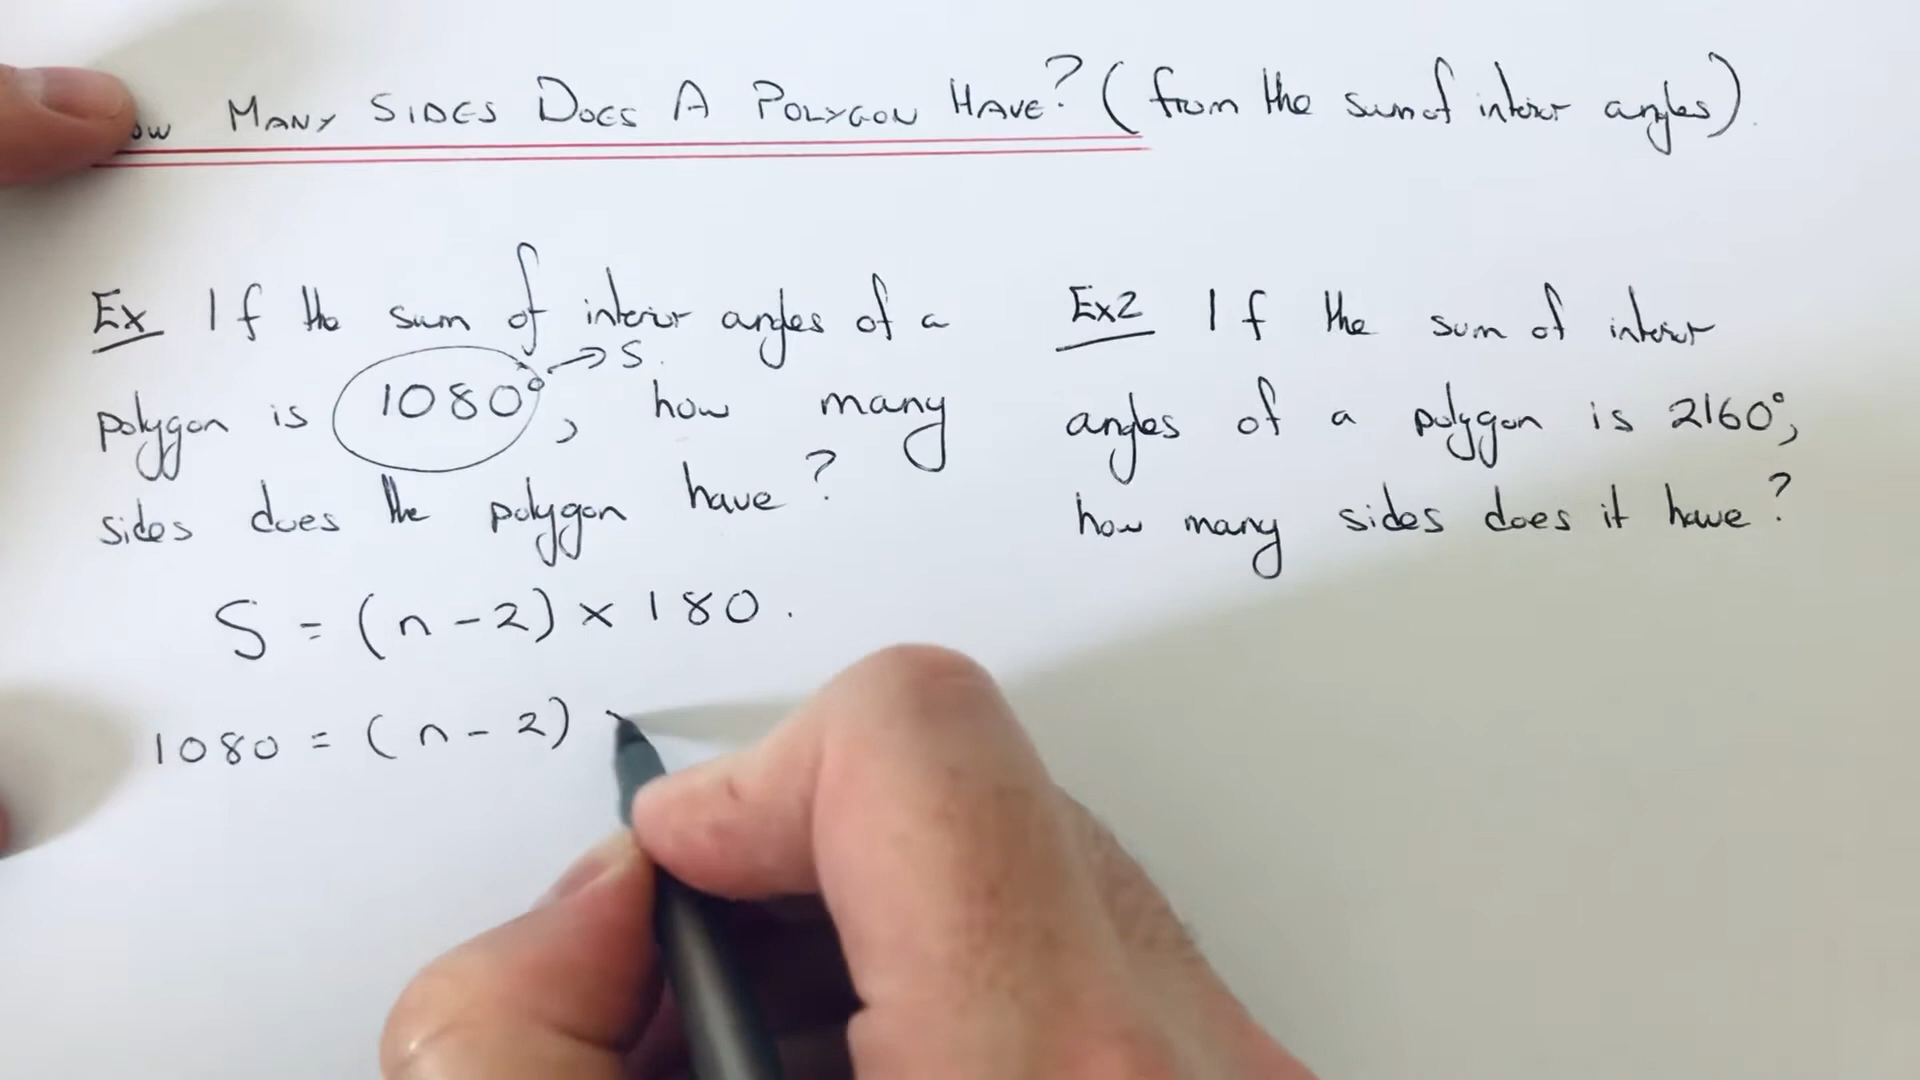 ow MANY SIDES DOES A POLYGON HAVE? (from the sum of interior angles).
Ex If the sum of interior angles of a
polygon is 1080°, how many
sides does the polygon have?
→ S.
S = (n - 2) × 180.
1080 = (n - 2)
Ex2 If the sum of interior
angles of a polygon is 2160°,
how many sides does it have?